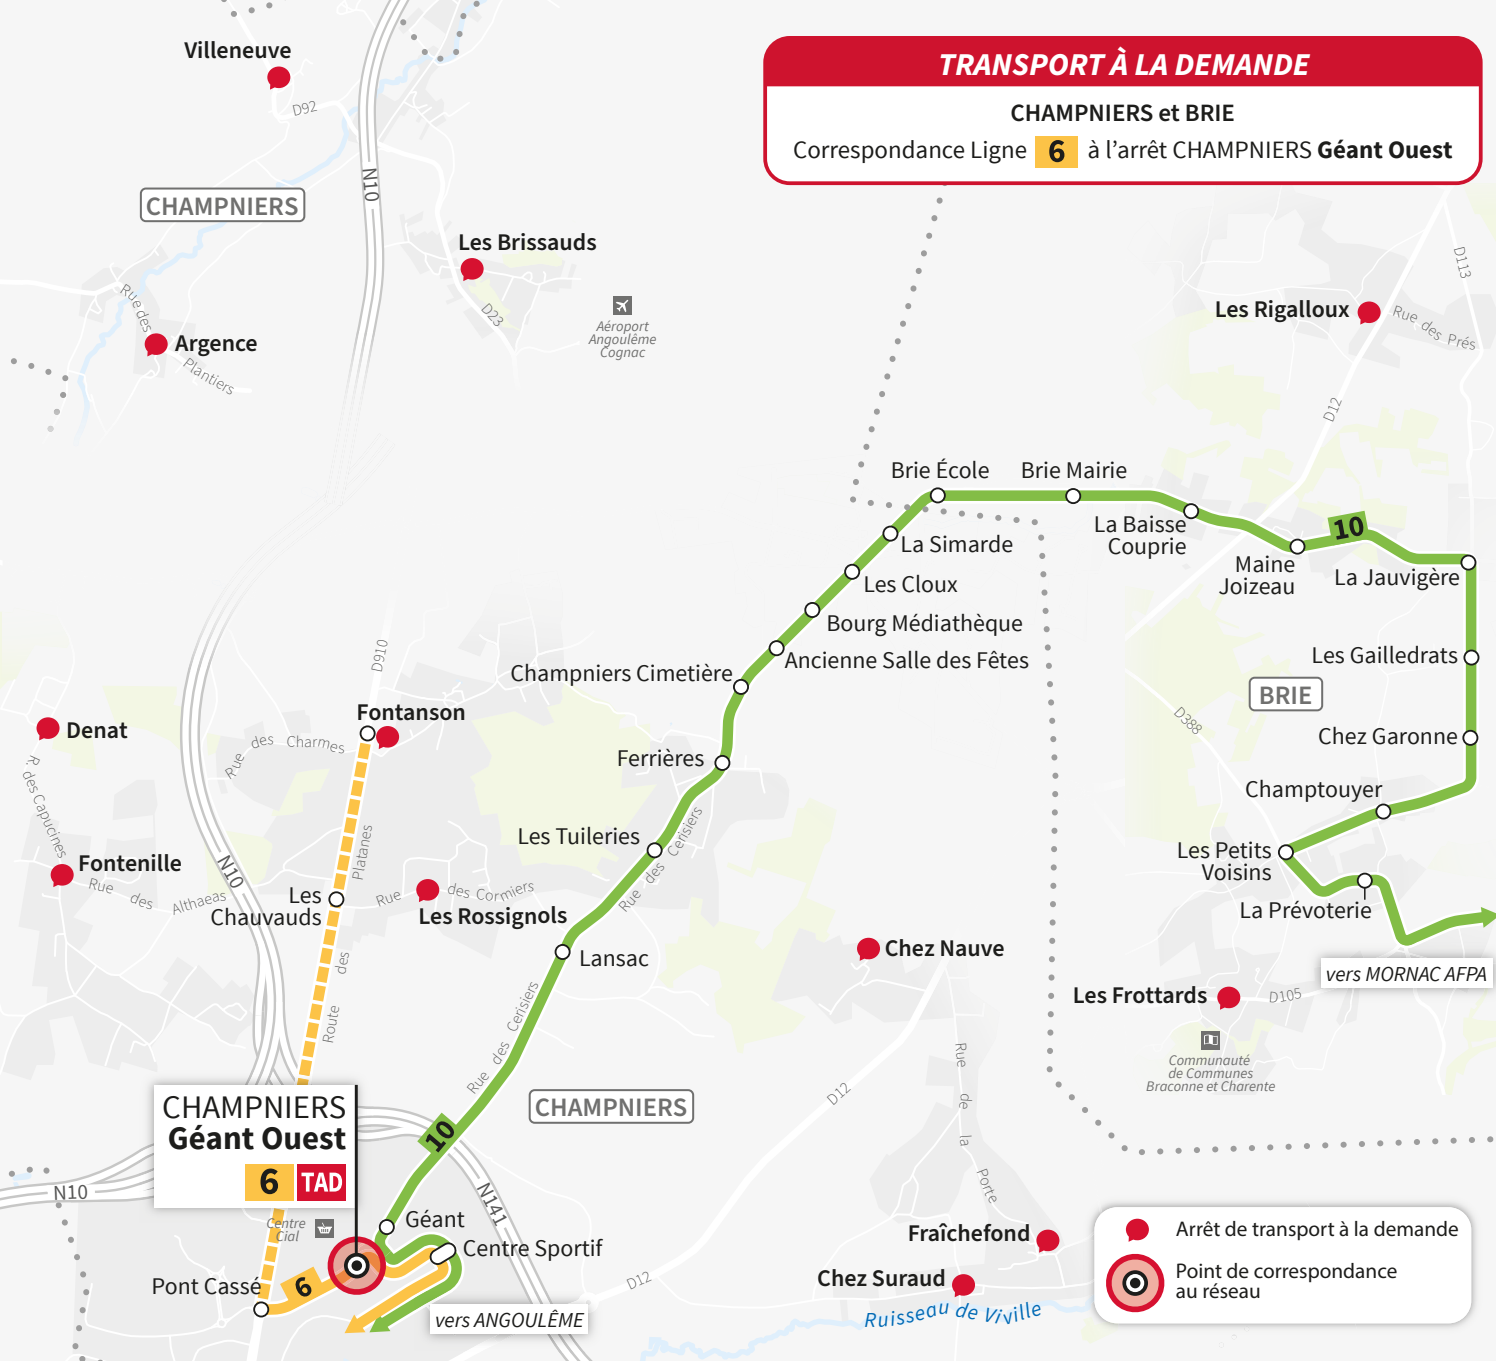 TRANSPORT À LA DEMANDE
CHAMPNIERS et BRIE
Correspondance Ligne 6 à l'arrêt CHAMPNIERS Géant Ouest
Villeneuve
D92
N10
CHAMPNIERS
Les Brissauds
D23
Aéroport
Angoulême
Cognac
Rue des
Plantiers
Argence
D113
Les Rigalloux
Rue des Prés
D12
Brie École
Brie Mairie
La Baisse
Couprie
10
Maine
Joizeau
La Jauvigère
La Simarde
Les Cloux
Bourg Médiathèque
Ancienne Salle des Fêtes
Champniers Cimetière
Les Gailledrats
BRIE
D388
Chez Garonne
Champtouyer
Les Petits
Voisins
La Prévoterie
vers MORNAC AFPA
D910
Fontanson
Rue des Charmes
Denat
R. des Capucines
Fontenille
Rue des Althaeas
N10
Platanes
des
Route
Les
Chauvauds
Rue des Cormiers
Les Rossignols
Ferrières
Les Tuileries
Rue des Cerisiers
Lansac
Rue des Cerisiers
Chez Nauve
Les Frottards
D105
Communauté
de Communes
Braconne et Charente
CHAMPNIERS
D12
Rue de la Porte
CHAMPNIERS
Géant Ouest
6 TAD
10
N10
N141
Centre
Cial
Géant
Centre Sportif
Pont Cassé
6
vers ANGOULÊME
D12
Fraîchefond
Chez Suraud
Ruisseau de Viville
Arrêt de transport à la demande
Point de correspondance
au réseau